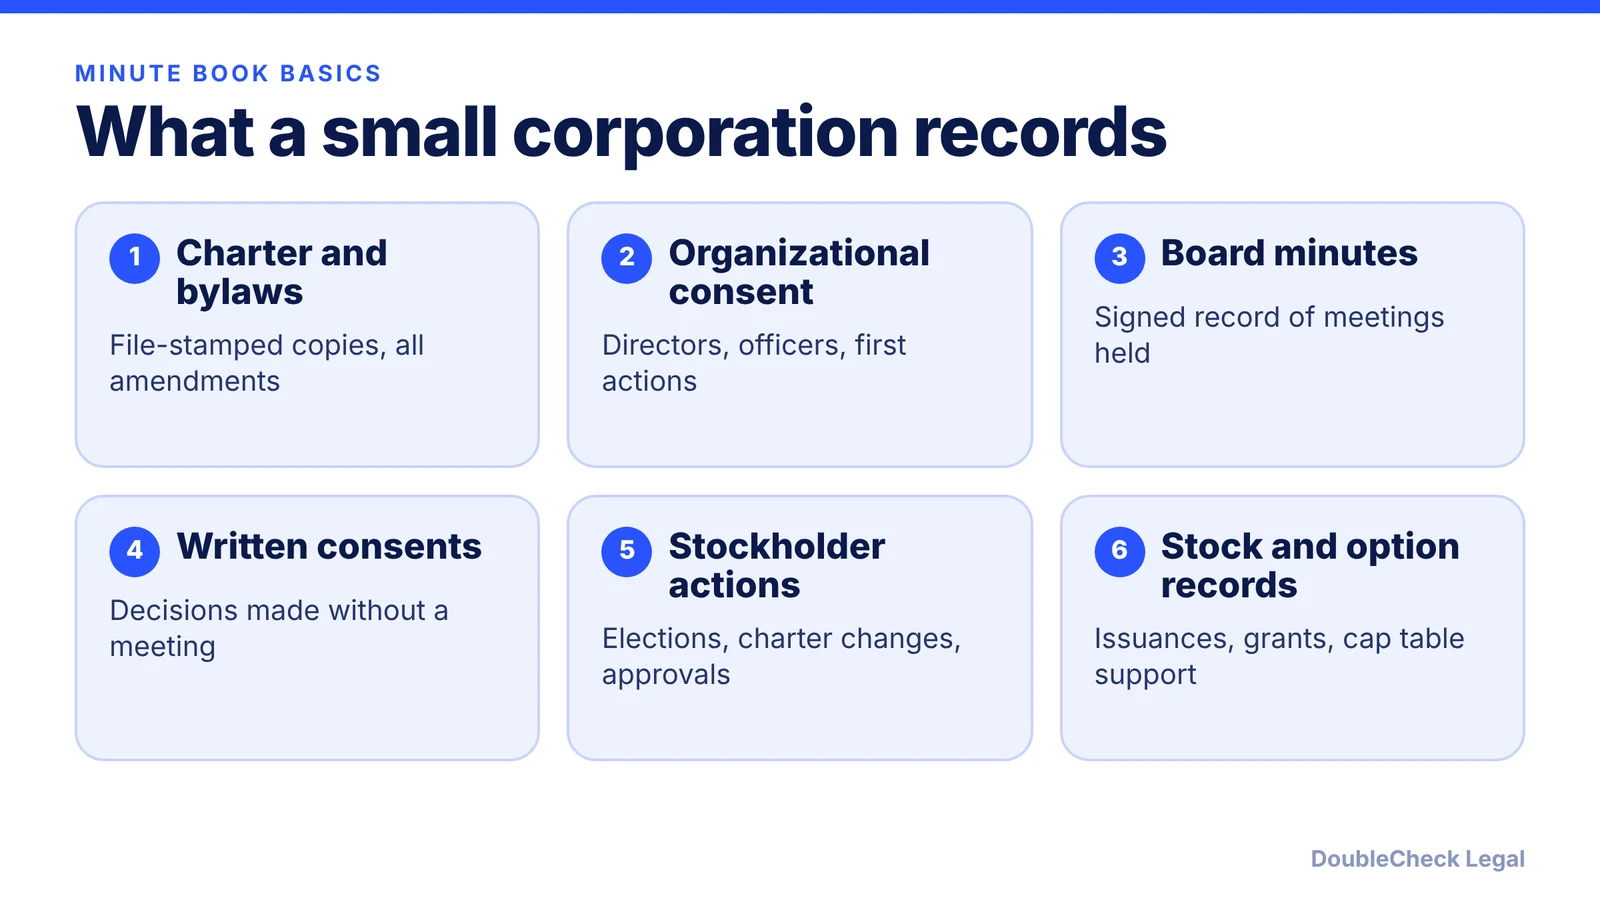 MINUTE BOOK BASICS
What a small corporation records
1
Charter and
bylaws
File-stamped copies, all
amendments
2
Organizational
consent
Directors, officers, first
actions
3
Board minutes
Signed record of meetings
held
4
Written consents
Decisions made without a
meeting
5
Stockholder
actions
Elections, charter changes,
approvals
6
Stock and option
records
Issuances, grants, cap table
support
DoubleCheck Legal